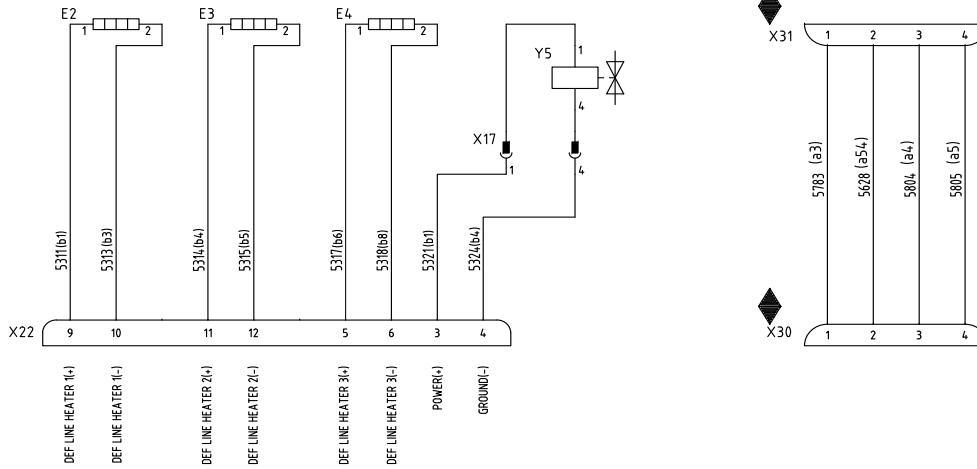 E2
E3
E4
1 2
1 2
1 2
Y5
1
4
X17
1
4
5311(b1)
5313(b3)
5314(b4)
5315(b5)
5317(b6)
5318(b8)
5321(b1)
5324(b4)
X22
9 10 11 12 5 6 3 4
DEF LINE HEATER 1(+)
DEF LINE HEATER 1(-)
DEF LINE HEATER 2(+)
DEF LINE HEATER 2(-)
DEF LINE HEATER 3(+)
DEF LINE HEATER 3(-)
POWER(+)
GROUND(-)
X31
1 2 3 4
5783 (a3)
5628 (a54)
5804 (a4)
5805 (a5)
X30
1 2 3 4